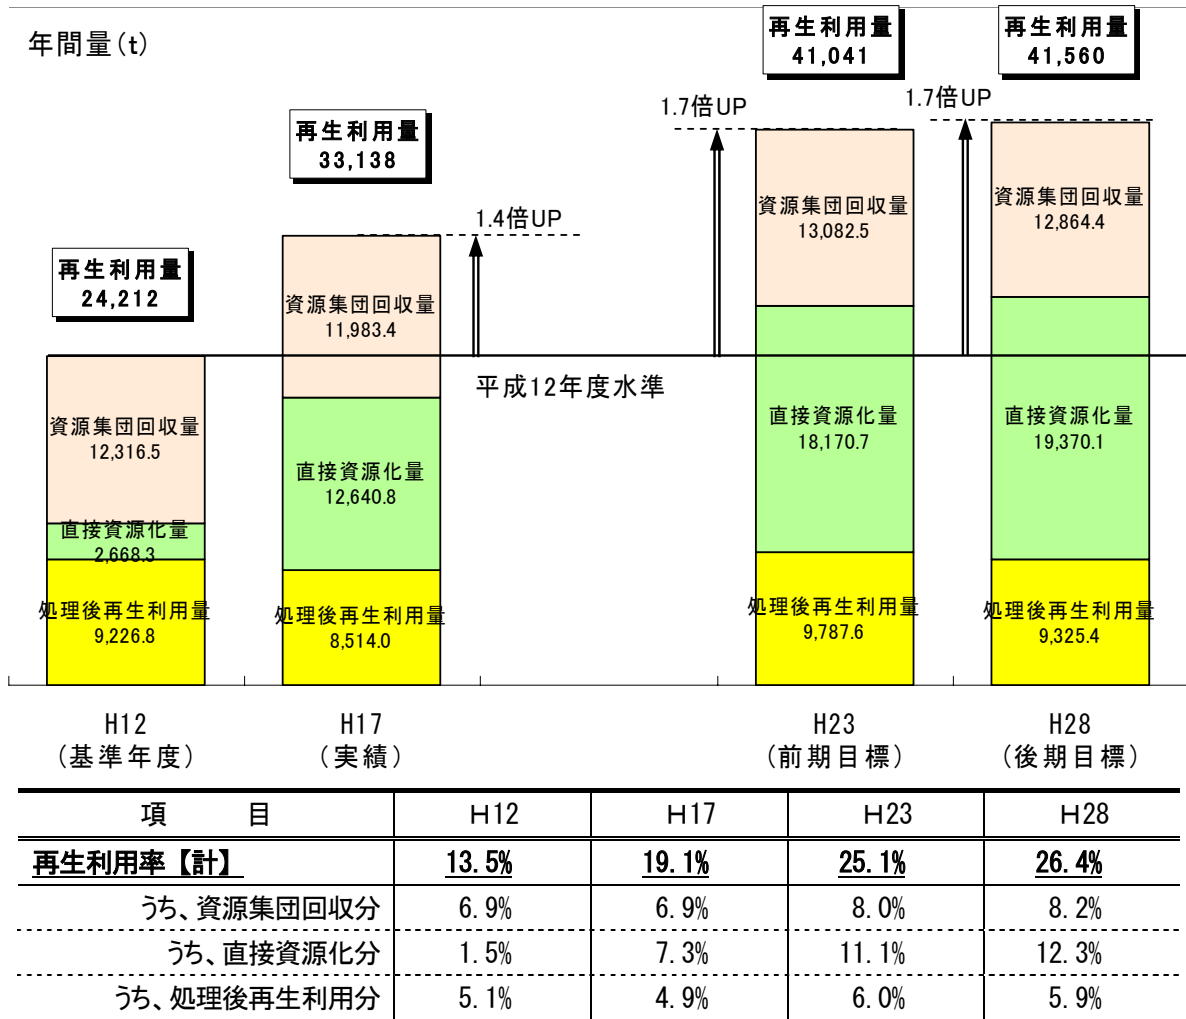 年間量(t)
再生利用量
41,041
再生利用量
41,560
1.7倍UP
1.7倍UP
再生利用量
33,138
1.4倍UP
再生利用量
24,212
資源集団回収量
13,082.5
資源集団回収量
12,864.4
資源集団回収量
11,983.4
平成12年度水準
資源集団回収量
12,316.5
直接資源化量
18,170.7
直接資源化量
19,370.1
直接資源化量
12,640.8
直接資源化量
2,668.3
処理後再生利用量
9,226.8
処理後再生利用量
8,514.0
処理後再生利用量
9,787.6
処理後再生利用量
9,325.4
H12
(基準年度)
H17
(実績)
H23
(前期目標)
H28
(後期目標)
項　目 H12 H17 H23 H28
再生利用率【計】 13.5% 19.1% 25.1% 26.4%
うち、資源集団回収分 6.9% 6.9% 8.0% 8.2%
うち、直接資源化分 1.5% 7.3% 11.1% 12.3%
うち、処理後再生利用分 5.1% 4.9% 6.0% 5.9%